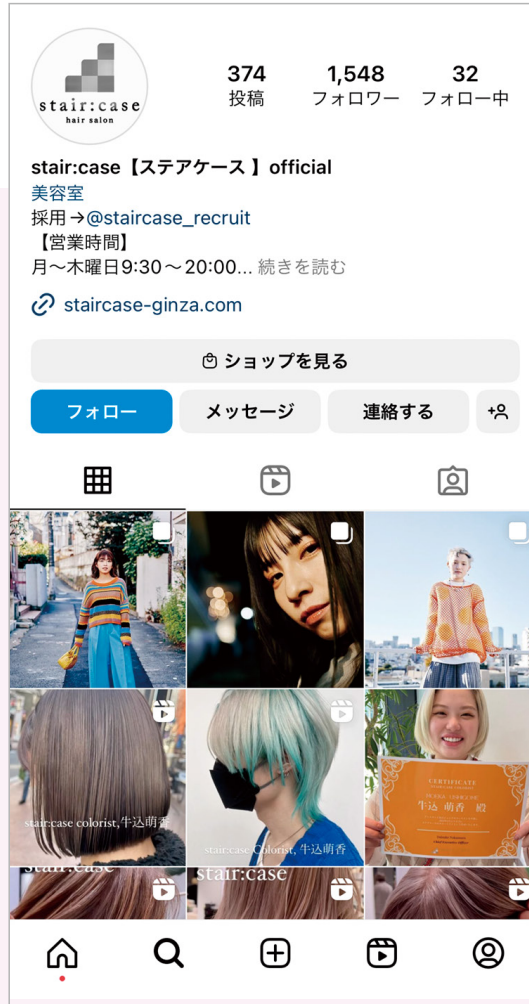 stair:case
hair salon
374
投稿
1,548
フォロワー
32
フォロー中
stair:case【ステアケース 】official
美容室
採用→@staircase_recruit
【営業時間】
月〜木曜日9:30〜20:00... 続きを読む
staircase-ginza.com
ショップを見る
フォロー
メッセージ
連絡する
stair:case colorist,牛込萌香
stair:case Colorist, 牛込萌香
CERTIFICATE
牛込 萌香 殿
stair:case
stair:case